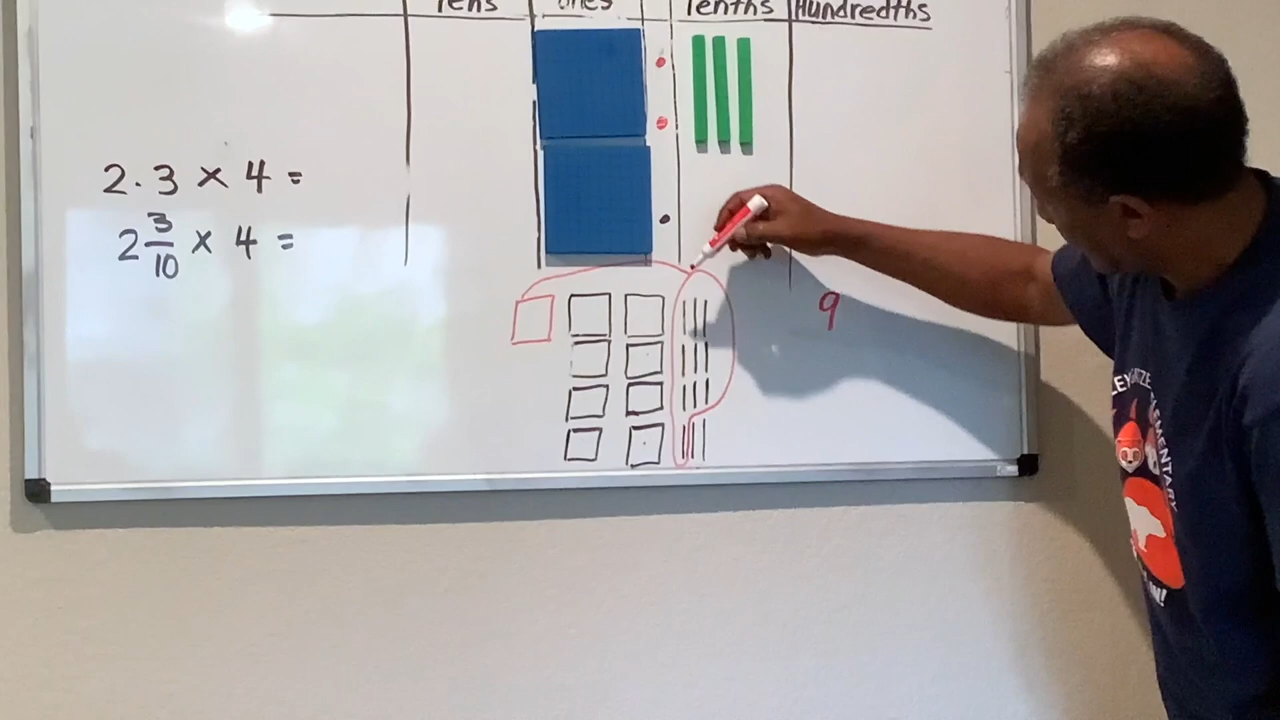 Tens Ones Tenths Hundredths
2.3 × 4 =
2 3/10 × 4 =
9